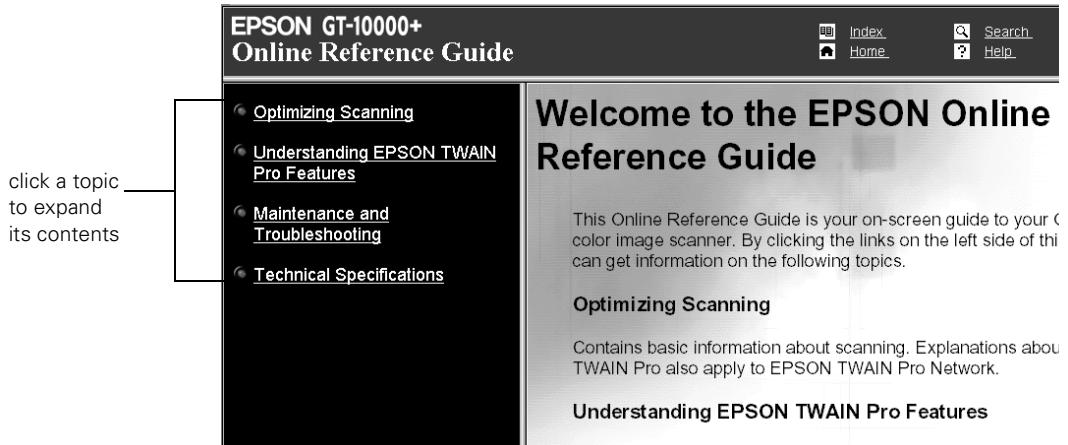 EPSON GT-10000+
Online Reference Guide
Index
Home
Search
Help
click a topic
to expand
its contents
Optimizing Scanning
Understanding EPSON TWAIN
Pro Features
Maintenance and
Troubleshooting
Technical Specifications
Welcome to the EPSON Online
Reference Guide
This Online Reference Guide is your on-screen guide to your
color image scanner. By clicking the links on the left side of
can get information on the following topics.
Optimizing Scanning
Contains basic information about scanning. Explanations
TWAIN Pro also apply to EPSON TWAIN Pro Network.
Understanding EPSON TWAIN Pro Features